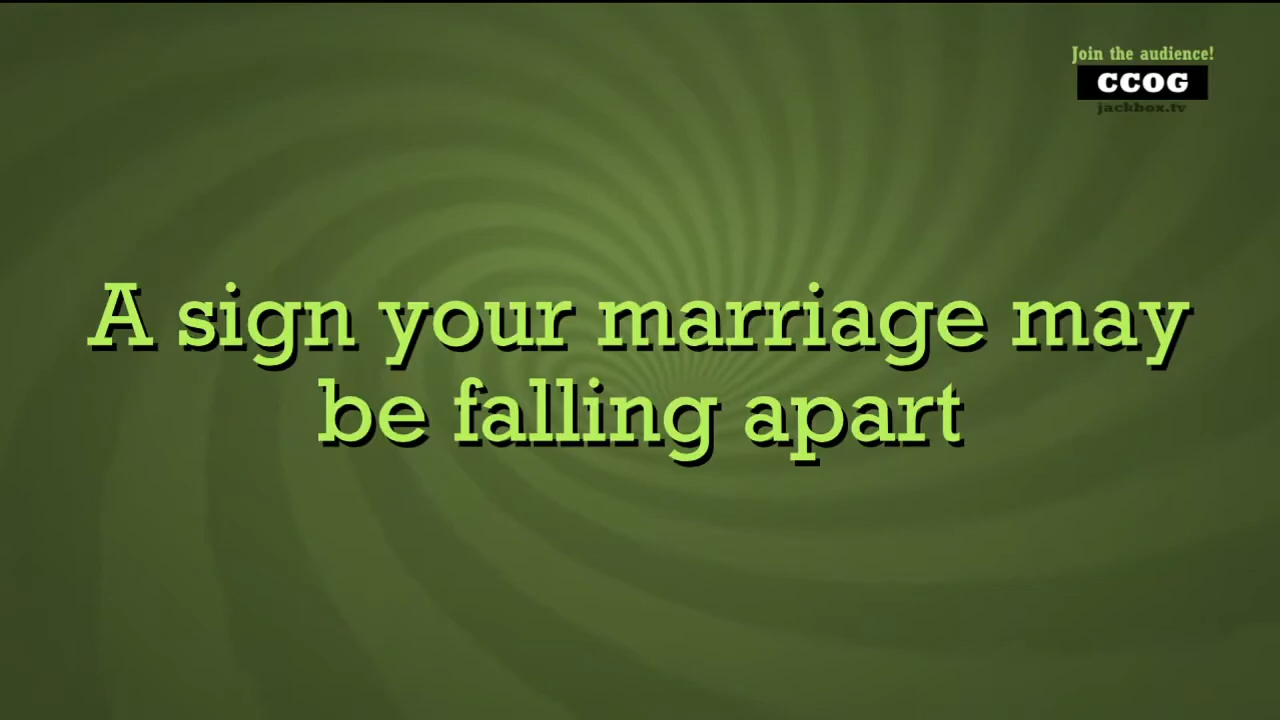 Join the audience!
CCOG
jackbox.tv
A sign your marriage may
be falling apart